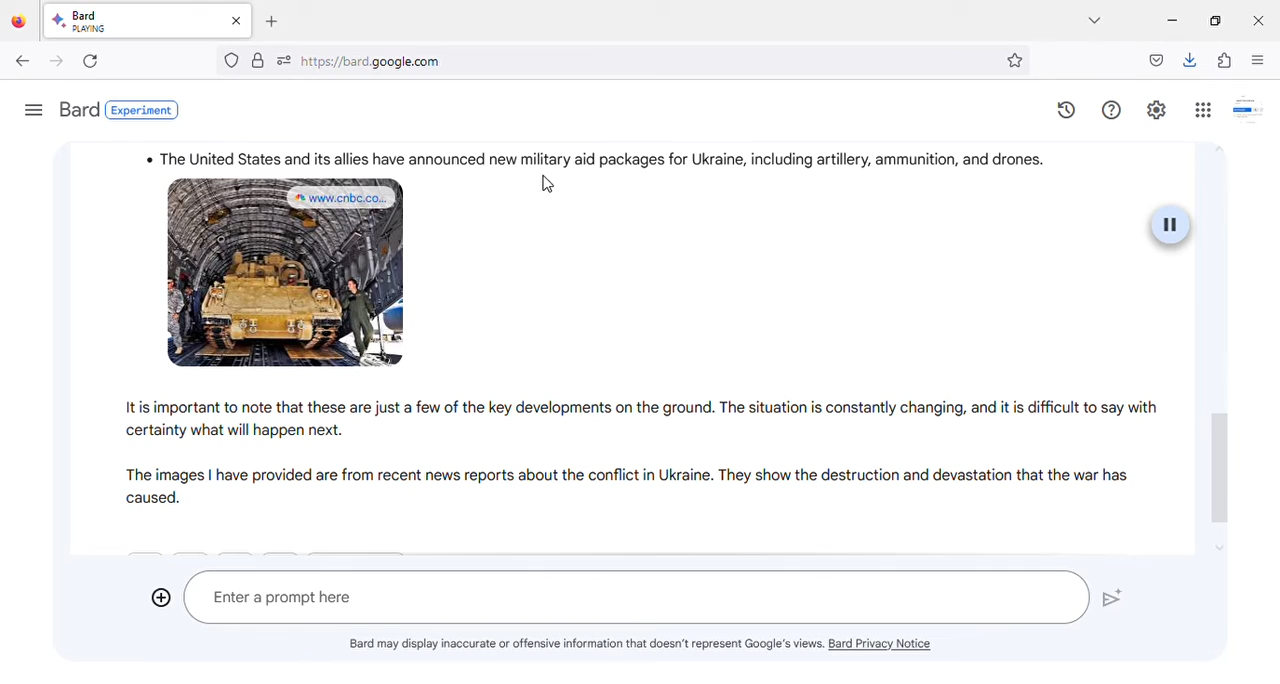 Bard
PLAYING
https://bard.google.com
Bard Experiment
• The United States and its allies have announced new military aid packages for Ukraine, including artillery, ammunition, and drones.
www.cnbc.co...
It is important to note that these are just a few of the key developments on the ground. The situation is constantly changing, and it is difficult to say with
certainty what will happen next.
The images I have provided are from recent news reports about the conflict in Ukraine. They show the destruction and devastation that the war has
caused.
Enter a prompt here
Bard may display inaccurate or offensive information that doesn't represent Google's views. Bard Privacy Notice